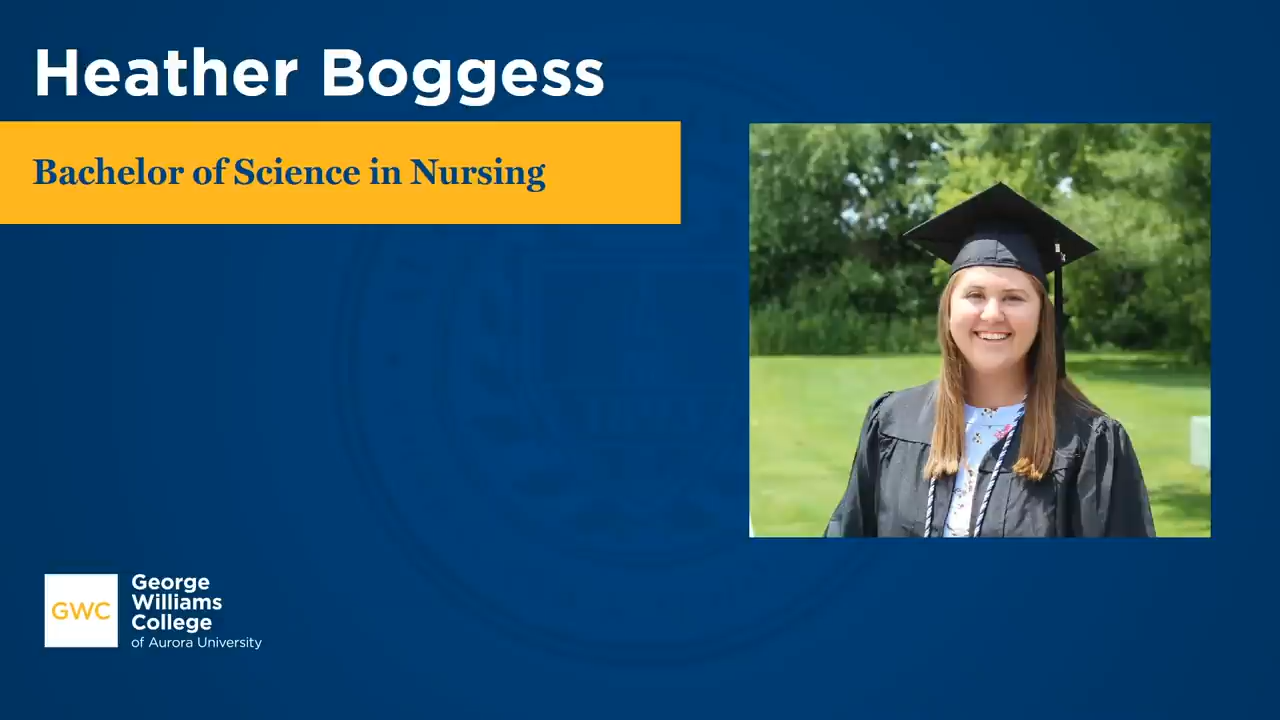 Heather Boggess
Bachelor of Science in Nursing
GWC
George
Williams
College
of Aurora University